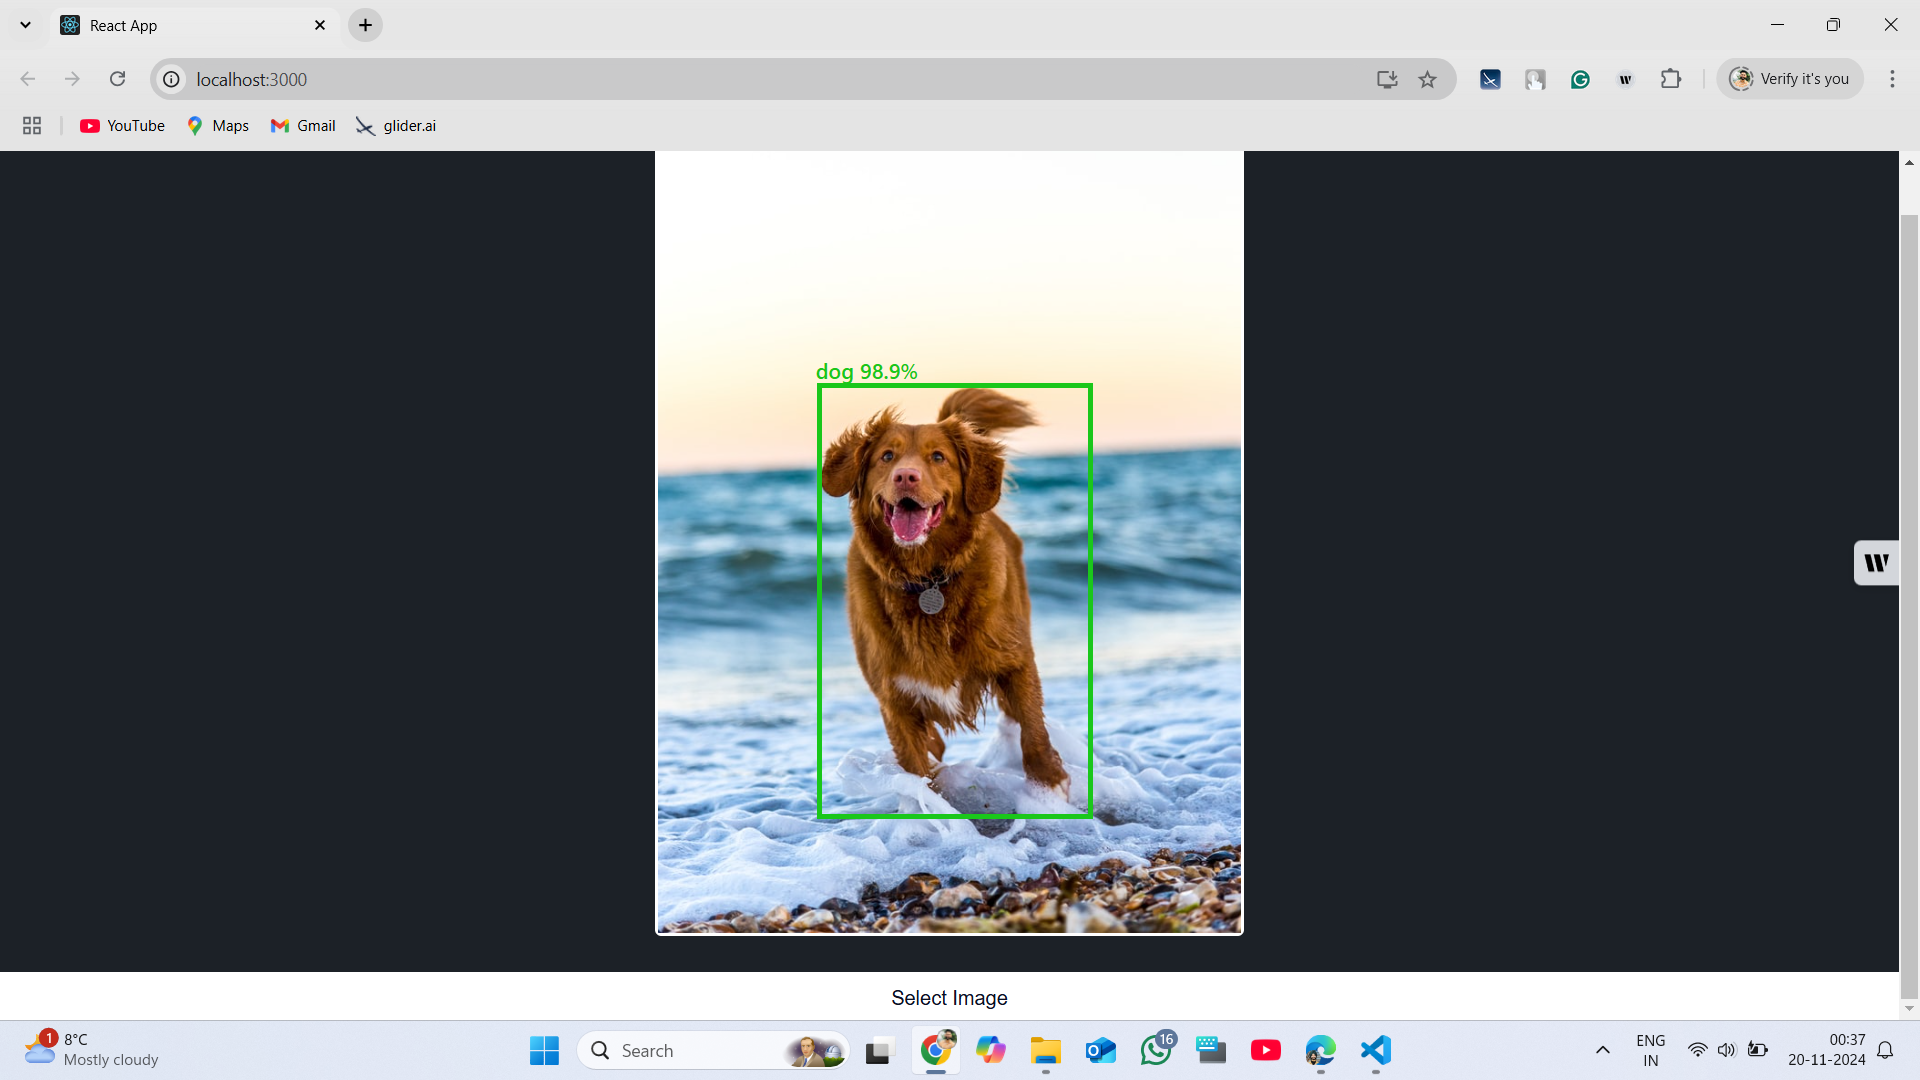 React App
localhost:3000
Verify it's you
YouTube
Maps
Gmail
glider.ai
dog 98.9%
W
Select Image
1
8°C
Mostly cloudy
Search
16
ENG
IN
00:37
20-11-2024